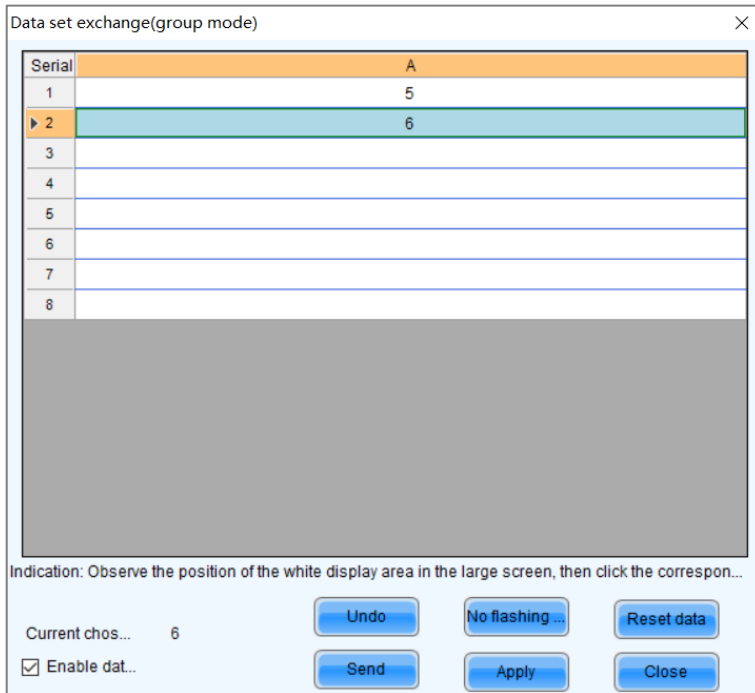 Data set exchange(group mode)
Serial A
1 5
2 6
3
4
5
6
7
8
Indication: Observe the position of the white display area in the large screen, then click the correspon...
Undo No flashing ... Reset data
Current chos... 6
Enable dat... Send Apply Close